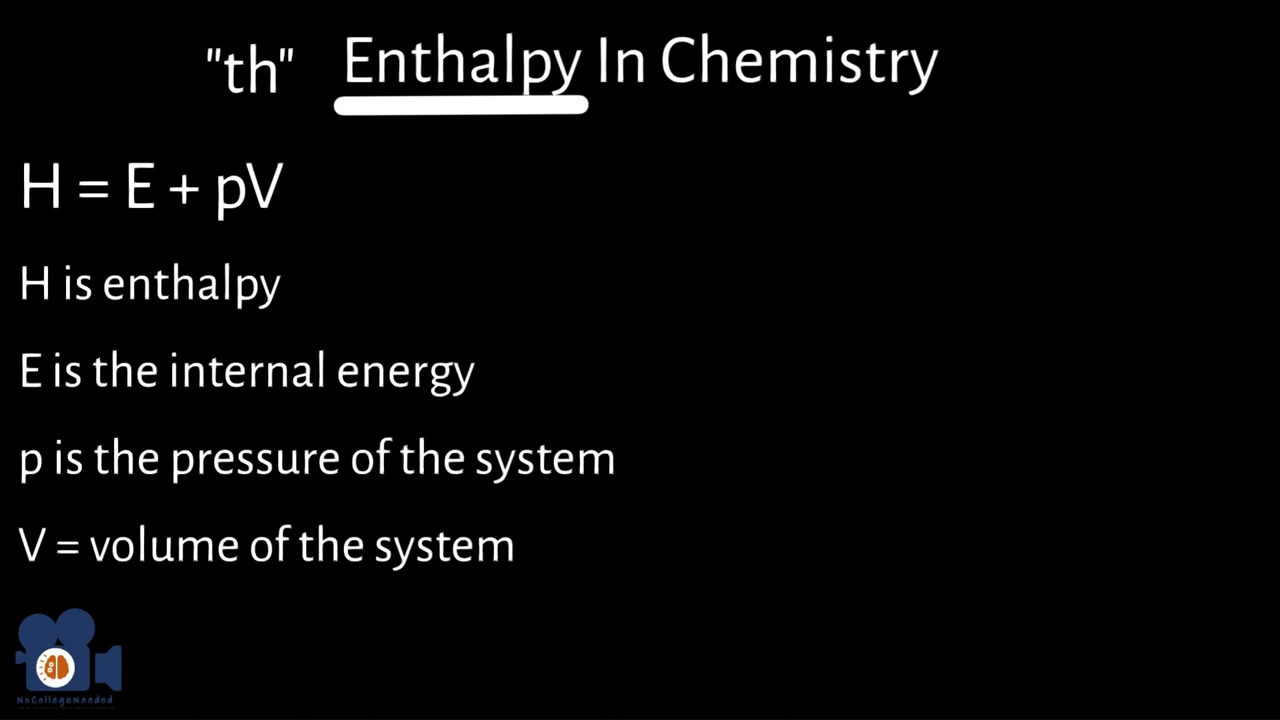 "th" Enthalpy In Chemistry
H = E + pV
H is enthalpy
E is the internal energy
p is the pressure of the system
V = volume of the system
NoCollegeNeeded